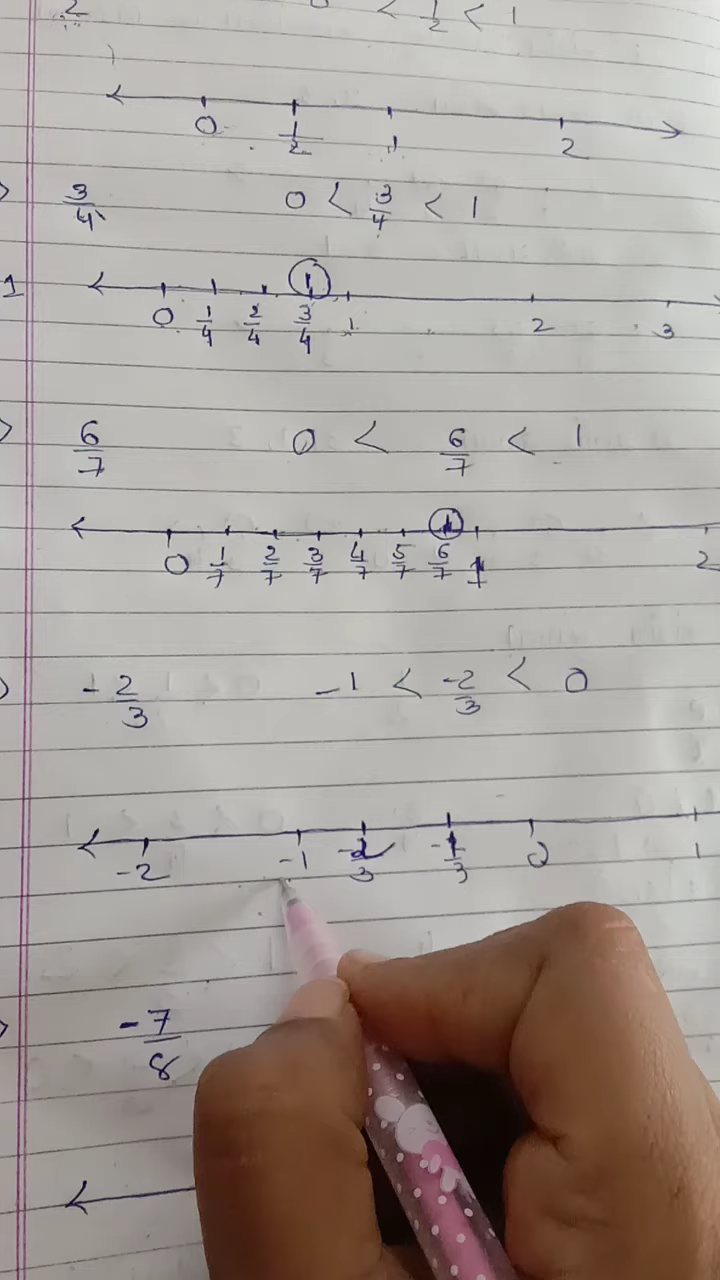 0 < 1/2 < 1
0 1/2 1 2
3/4 0 < 3/4 < 1
0 1/4 2/4 3/4 1 2 3
6/7 0 < 6/7 < 1
0 1/7 2/7 3/7 4/7 5/7 6/7 1 2
-2/3 -1 < -2/3 < 0
-2 -1 -2/3 -1/3 0 1
-7/8